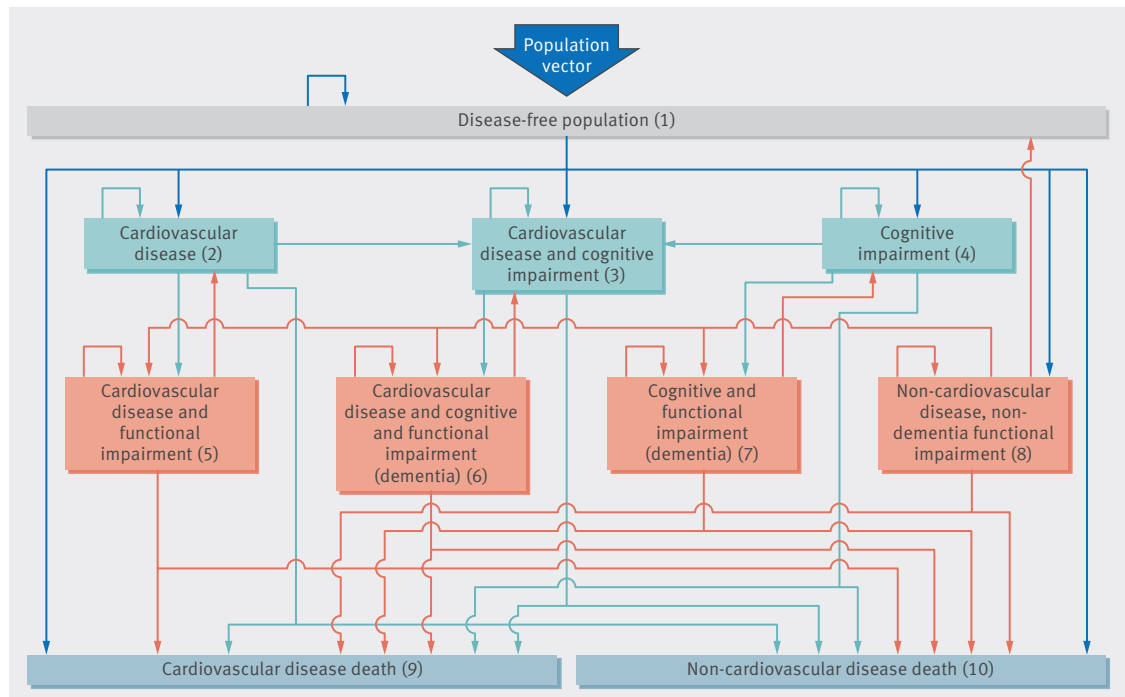 Population
vector
Disease-free population (1)
Cardiovascular
disease (2)
Cardiovascular
disease and cognitive
impairment (3)
Cognitive
impairment (4)
Cardiovascular
disease and
functional
impairment (5)
Cardiovascular
disease and cognitive
and functional
impairment
(dementia) (6)
Cognitive and
functional
impairment
(dementia) (7)
Non-cardiovascular
disease, non-
dementia functional
impairment (8)
Cardiovascular disease death (9)
Non-cardiovascular disease death (10)